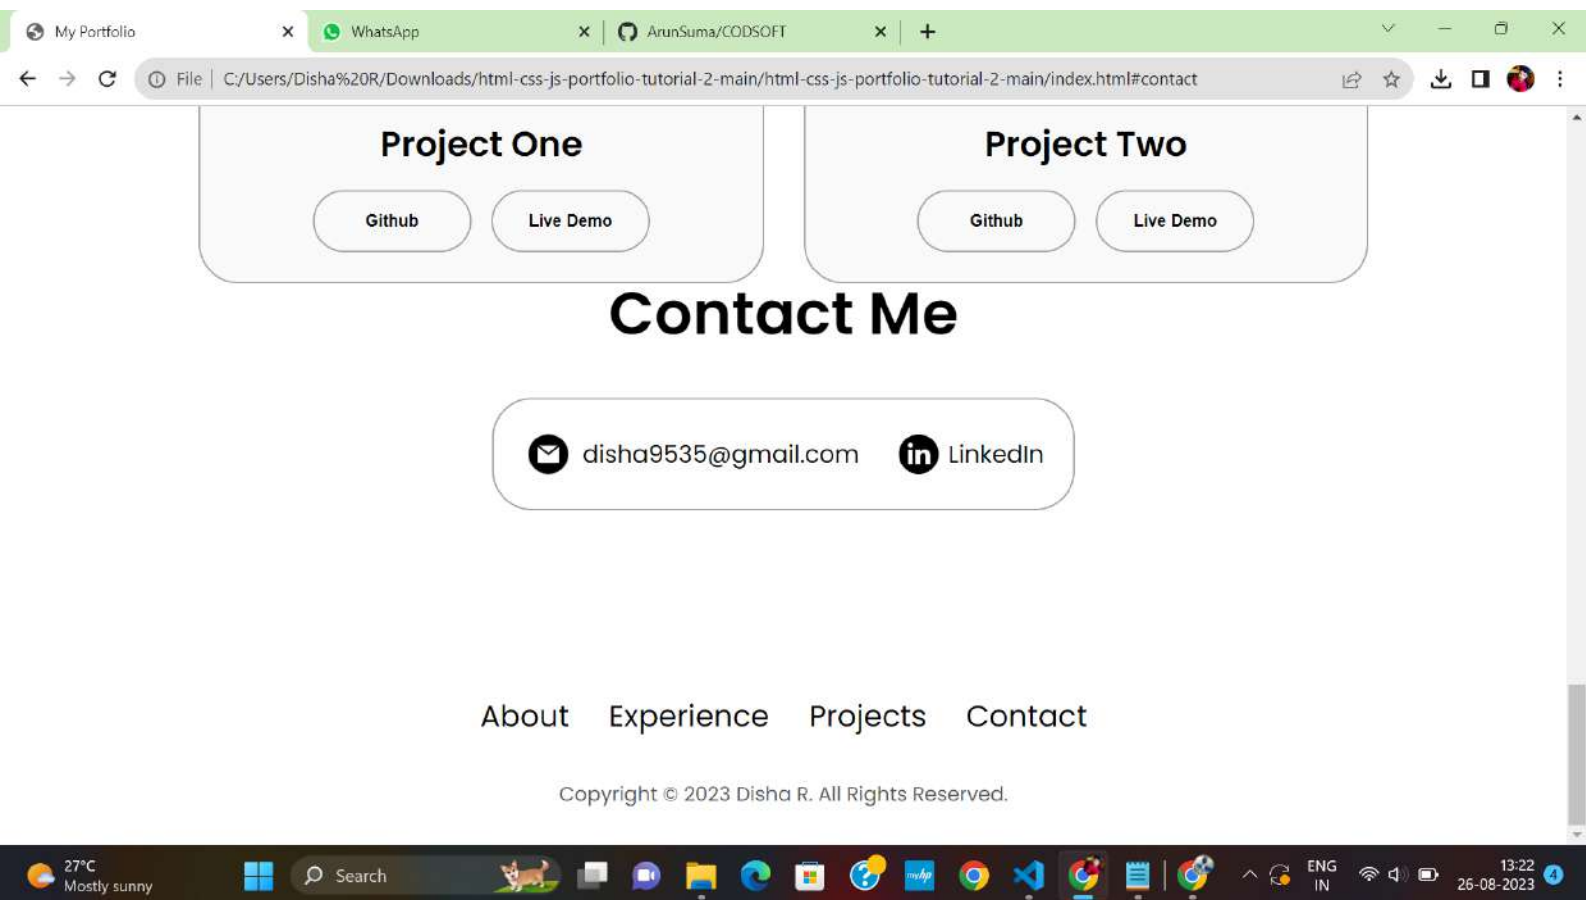 My Portfolio
WhatsApp
ArunSuma/CODSOFT
File
C:/Users/Disha%20R/Downloads/html-css-js-portfolio-tutorial-2-main/html-css-js-portfolio-tutorial-2-main/index.html#contact
Project One
Project Two
Github
Live Demo
Github
Live Demo
Contact Me
disha9535@gmail.com
in LinkedIn
About Experience Projects Contact
Copyright © 2023 Disha R. All Rights Reserved.
27°C
Mostly sunny
Search
myhp
ENG
IN
13:22
26-08-2023
4